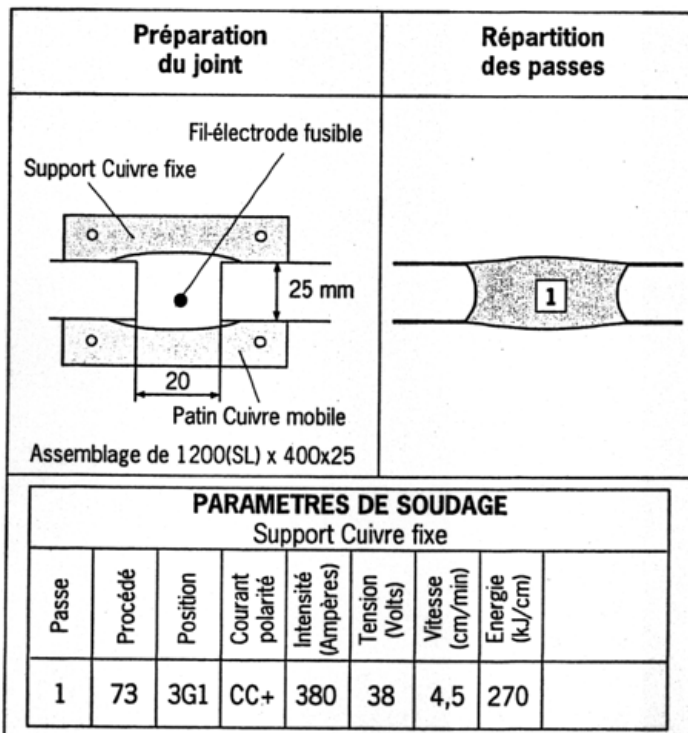 Préparation
du joint
Répartition
des passes
Fil-électrode fusible
Support Cuivre fixe
25 mm
20
Patin Cuivre mobile
Assemblage de 1200(SL) x 400x25
1
PARAMETRES DE SOUDAGE
Support Cuivre fixe
Passe
Procédé
Position
Courant
polarité
Intensité
(Ampères)
Tension
(Volts)
Vitesse
(cm/min)
Energie
(kJ/cm)
1 73 3G1 CC+ 380 38 4,5 270